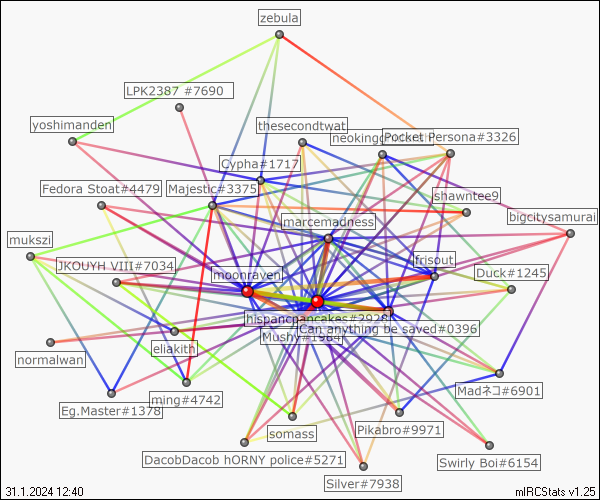 zebula
LPK2387 #7690
yoshimanden
thesecondtwat
Pocket Persona#3326
Cypha#1717
Fedora Stoat#4479
Majestic#3375
shawntee9
marcemadness
bigcitysamurai
mukszi
JKOUYH VIII#7034
frisout
moonraven
Duck#1245
hispanicpancakes#2928
Can anything be saved#0396
Mushy#1984
eliakith
normalwan
Madネコ#6901
ming#4742
Eg.Master#1378
somass
Pikabro#9971
DacobDacob hORNY police#5271
Swirly Boi#6154
Silver#7938
31.1.2024 12:40
mIRCStats v1.25